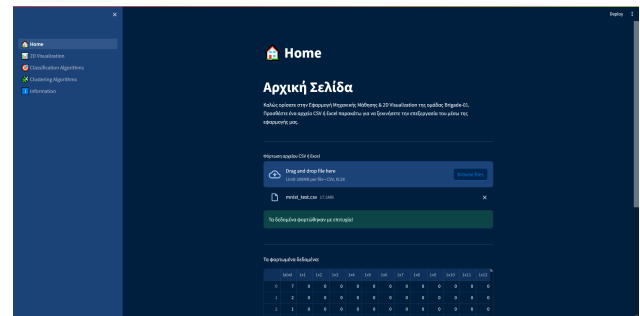 Deploy
Home
2D Visualization
Classification Algorithms
Clustering Algorithms
Information
Home
Αρχική Σελίδα
Καλώς ορίσατε στην Εφαρμογή Μηχανικής Μάθησης & 2D Visualization της ομάδας Brigade-01.
Προσθέστε ένα αρχείο CSV ή Excel παρακάτω για να ξεκινήσετε την επεξεργασία του μέσω της
εφαρμογής μας.
Φόρτωση αρχείου CSV ή Excel
Drag and drop file here
Limit 200MB per file • CSV, XLSX
Browse files
mnist_test.csv 17.5MB
Τα δεδομένα φορτώθηκαν με επιτυχία!
Τα φορτωμένα δεδομένα:
label 1x1 1x2 1x3 1x4 1x5 1x6 1x7 1x8 1x9 1x10 1x11 1x12
0 7 0 0 0 0 0 0 0 0 0 0 0 0
1 2 0 0 0 0 0 0 0 0 0 0 0 0
2 1 0 0 0 0 0 0 0 0 0 0 0 0